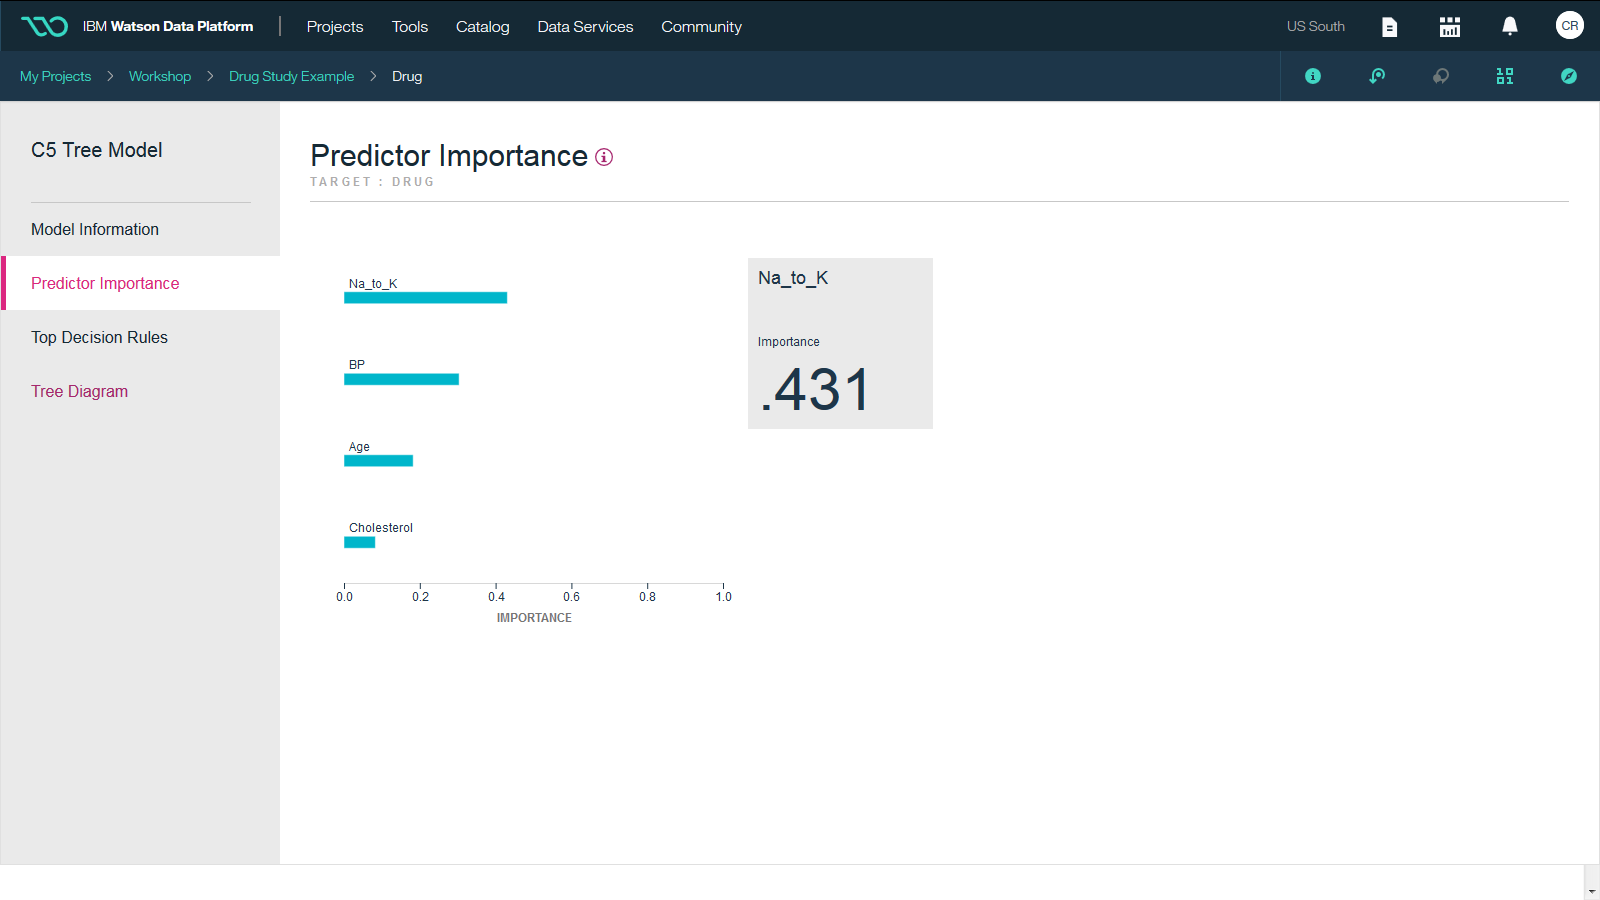 IBM Watson Data Platform | Projects Tools Catalog Data Services Community US South CR
My Projects > Workshop > Drug Study Example > Drug
C5 Tree Model
Model Information
Predictor Importance
Top Decision Rules
Tree Diagram
Predictor Importance
TARGET : DRUG
Na_to_K
BP
Age
Cholesterol
0.0 0.2 0.4 0.6 0.8 1.0
IMPORTANCE
Na_to_K
Importance
.431